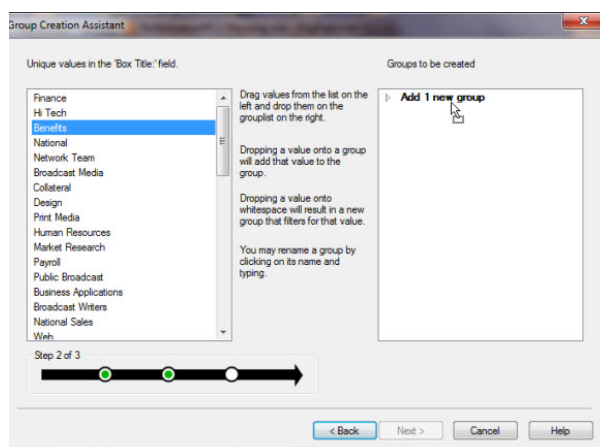 Group Creation Assistant
Unique values in the 'Box Title:' field.
Groups to be created
Finance
Hi Tech
Benefits
National
Network Team
Broadcast Media
Collateral
Design
Print Media
Human Resources
Market Research
Payroll
Public Broadcast
Business Applications
Broadcast Writers
National Sales
Web
Drag values from the list on the
left and drop them on the
grouplist on the right.
Dropping a value onto a group
will add that value to the
group.
Dropping a value onto
whitespace will result in a new
group that filters for that value.
You may rename a group by
clicking on its name and
typing.
Add 1 new group
Step 2 of 3
< Back
Next >
Cancel
Help